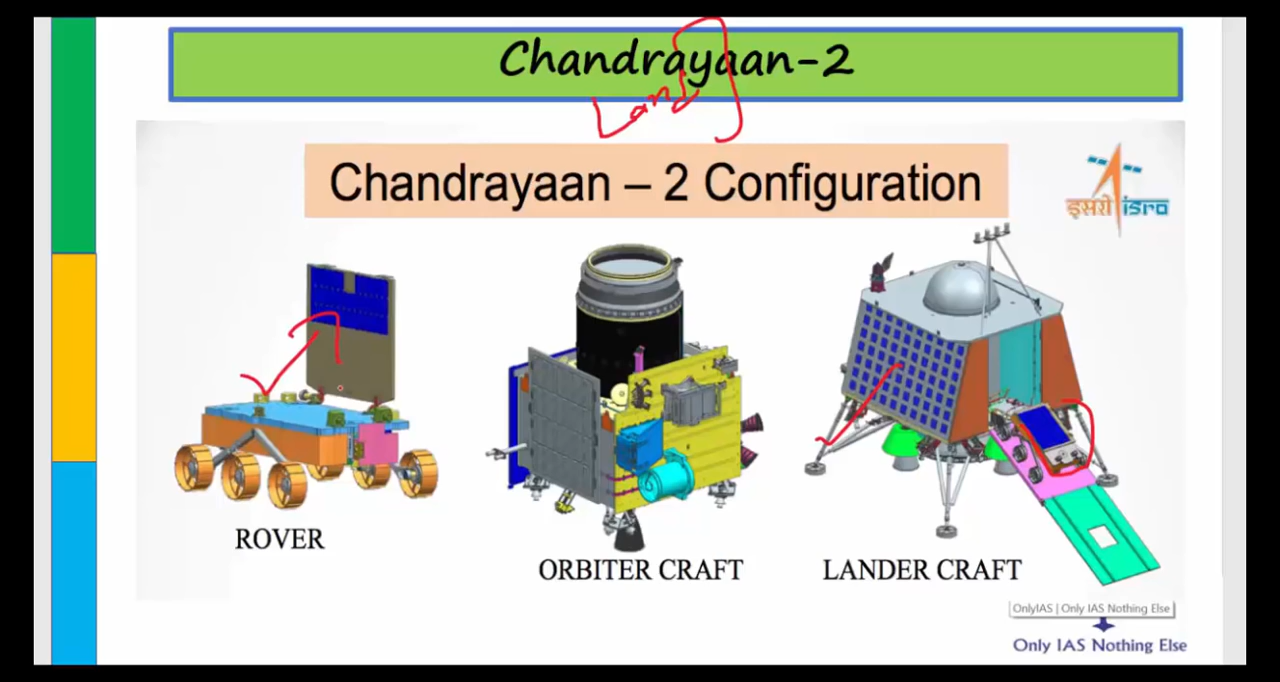 Chandrayaan-2
Land
Chandrayaan – 2 Configuration
इसरो isro
ROVER
ORBITER CRAFT
LANDER CRAFT
OnlyIAS | Only IAS Nothing Else
Only IAS Nothing Else